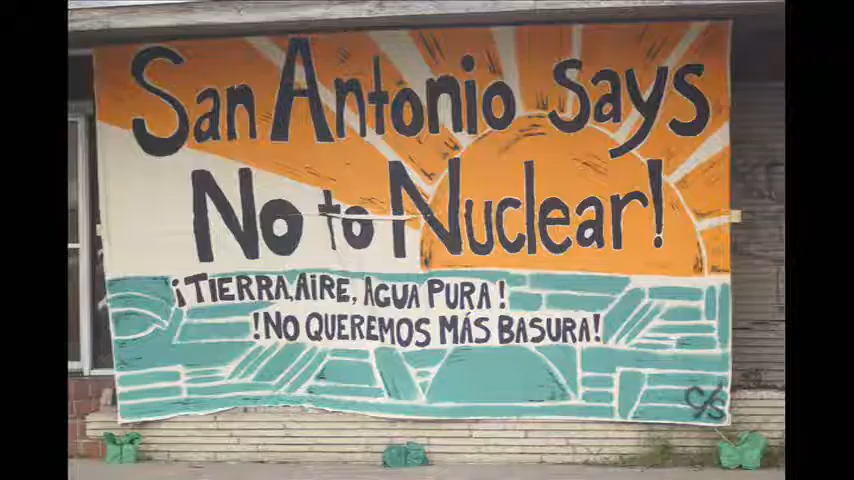 San Antonio says
No to Nuclear!
¡TIERRA, AIRE, AGUA PURA!
!NO QUEREMOS MÁS BASURA!
C/S